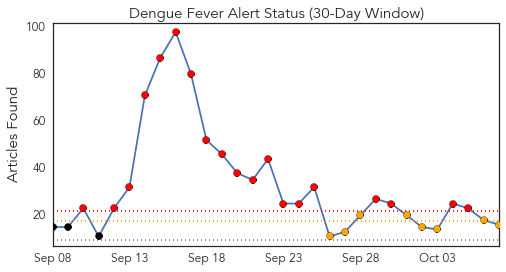 Dengue Fever Alert Status (30-Day Window)
Articles Found
100
80
60
40
20
Sep 08 Sep 13 Sep 18 Sep 23 Sep 28 Oct 03